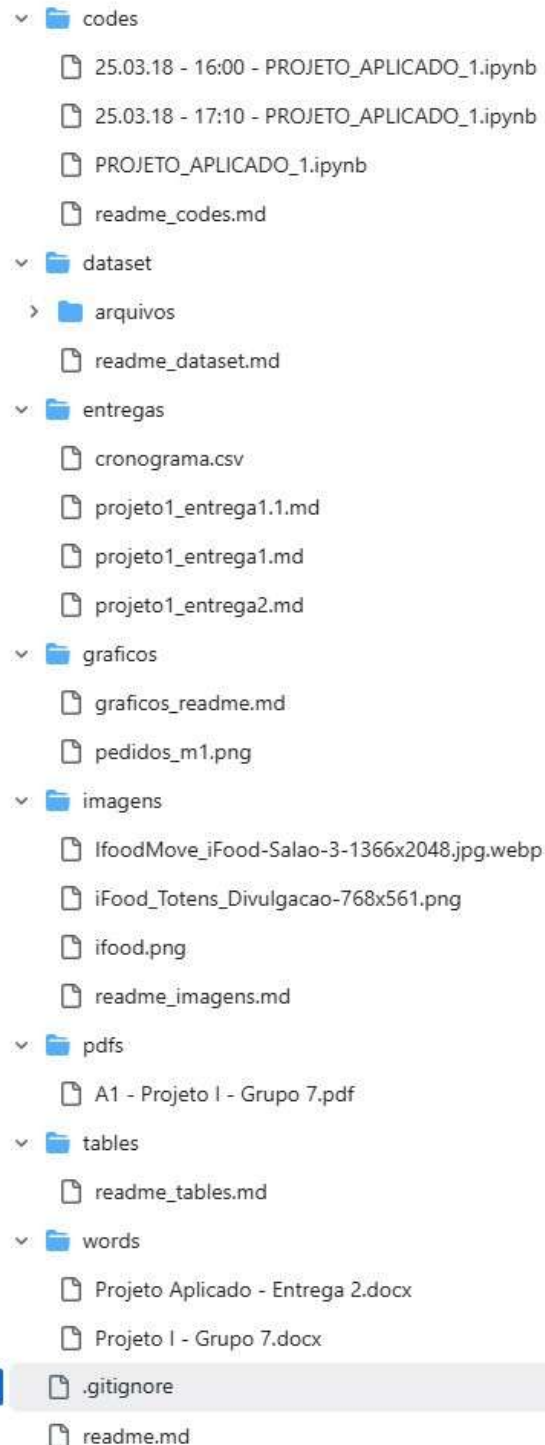 codes
25.03.18 - 16:00 - PROJETO_APLICADO_1.ipynb
25.03.18 - 17:10 - PROJETO_APLICADO_1.ipynb
PROJETO_APLICADO_1.ipynb
readme_codes.md
dataset
arquivos
readme_dataset.md
entregas
cronograma.csv
projeto1_entrega1.1.md
projeto1_entrega1.md
projeto1_entrega2.md
graficos
graficos_readme.md
pedidos_m1.png
imagens
IfoodMove_iFood-Salao-3-1366x2048.jpg.webp
iFood_Totens_Divulgacao-768x561.png
ifood.png
readme_imagens.md
pdfs
A1 - Projeto I - Grupo 7.pdf
tables
readme_tables.md
words
Projeto Aplicado - Entrega 2.docx
Projeto I - Grupo 7.docx
.gitignore
readme.md